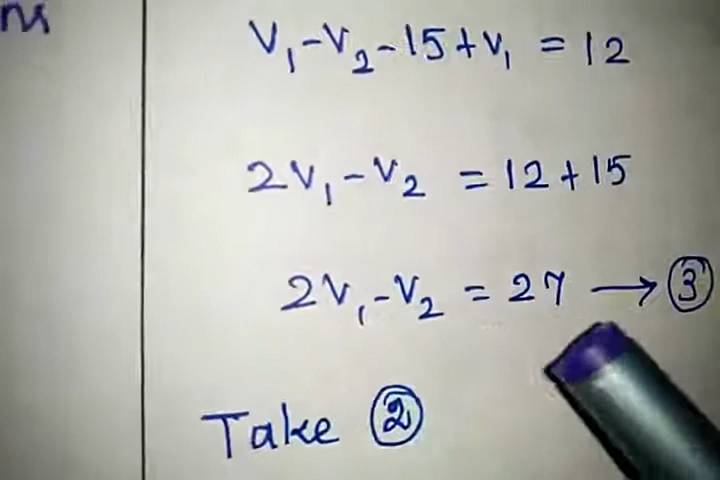 V₁-V₂-15+V₁ = 12
2V₁-V₂ = 12+15
2V₁-V₂ = 27 → ③
Take ②